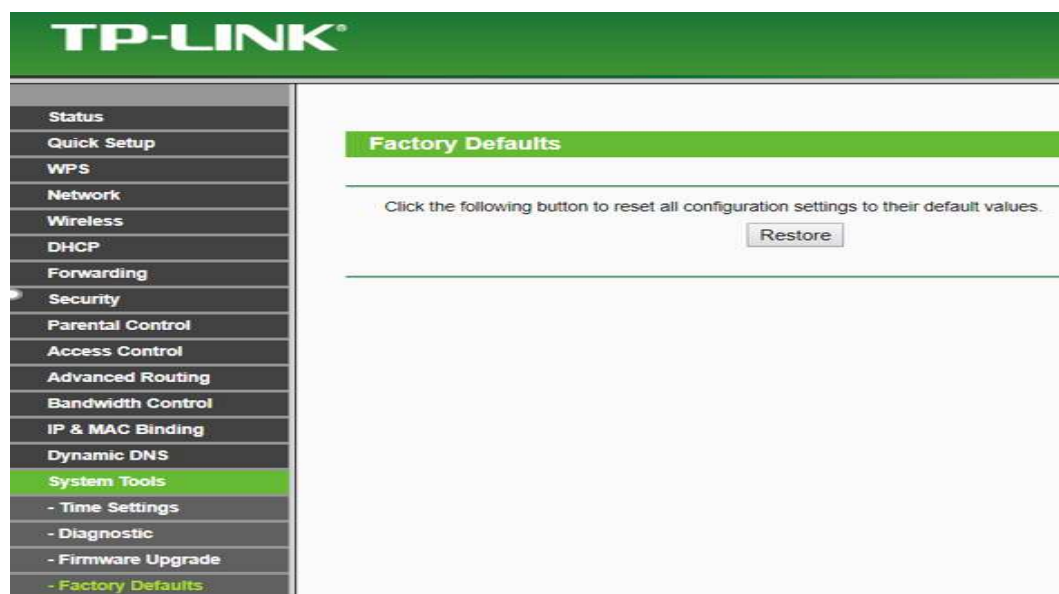 TP-LINK®
Status
Quick Setup
WPS
Network
Wireless
DHCP
Forwarding
Security
Parental Control
Access Control
Advanced Routing
Bandwidth Control
IP & MAC Binding
Dynamic DNS
System Tools
- Time Settings
- Diagnostic
- Firmware Upgrade
- Factory Defaults
Factory Defaults
Click the following button to reset all configuration settings to their default values.
Restore